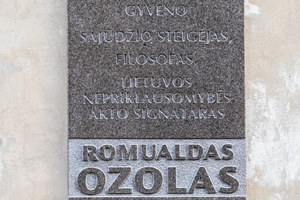 GYVENO
SĄJŪDŽIO STEIGĖJAS,
FILOSOFAS,
LIETUVOS
NEPRIKLAUSOMYBĖS
AKTO SIGNATARAS
ROMUALDAS
OZOLAS